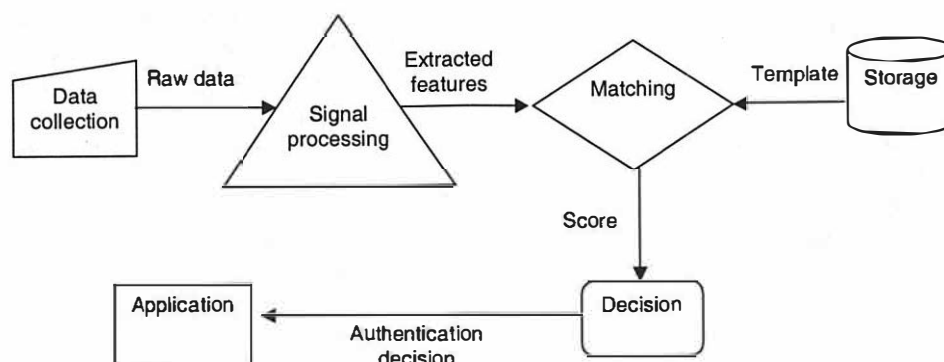 Data
collection
Raw data
Signal
processing
Extracted
features
Matching
Template
Storage
Score
Decision
Authentication
decision
Application